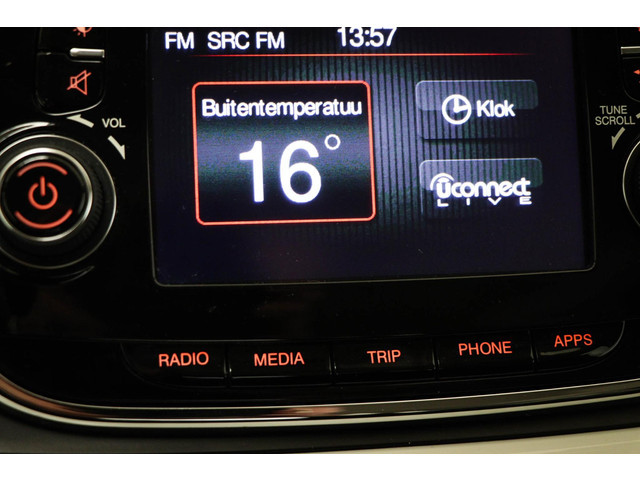 FM SRC FM 13:57
VOL
TUNE
SCROLL
Buitentemperatuu
16°
Klok
Uconnect
LIVE
RADIO MEDIA TRIP PHONE APPS